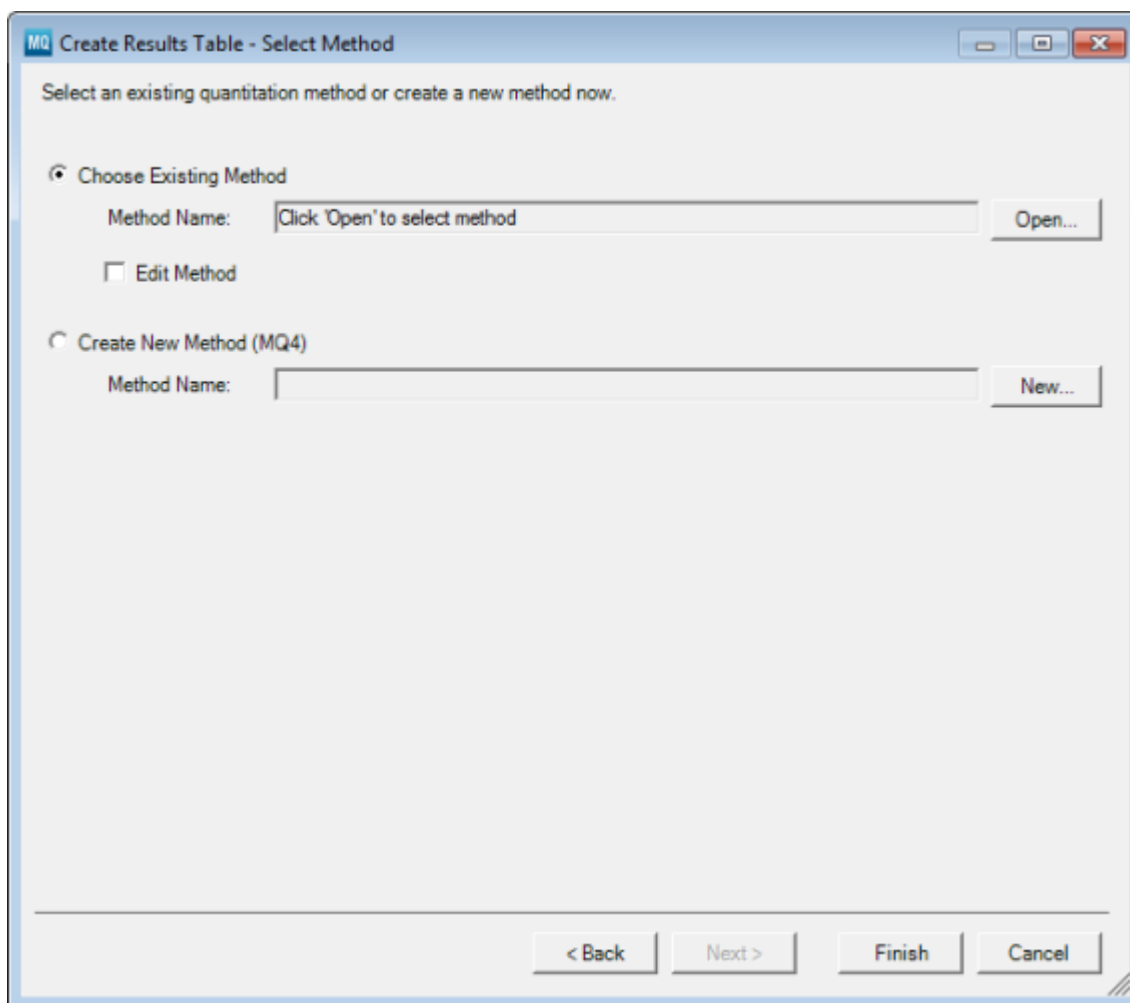 MQ Create Results Table - Select Method
Select an existing quantitation method or create a new method now.
Choose Existing Method
Method Name: Click 'Open' to select method Open...
Edit Method
Create New Method (MQ4)
Method Name: New...
< Back Next > Finish Cancel